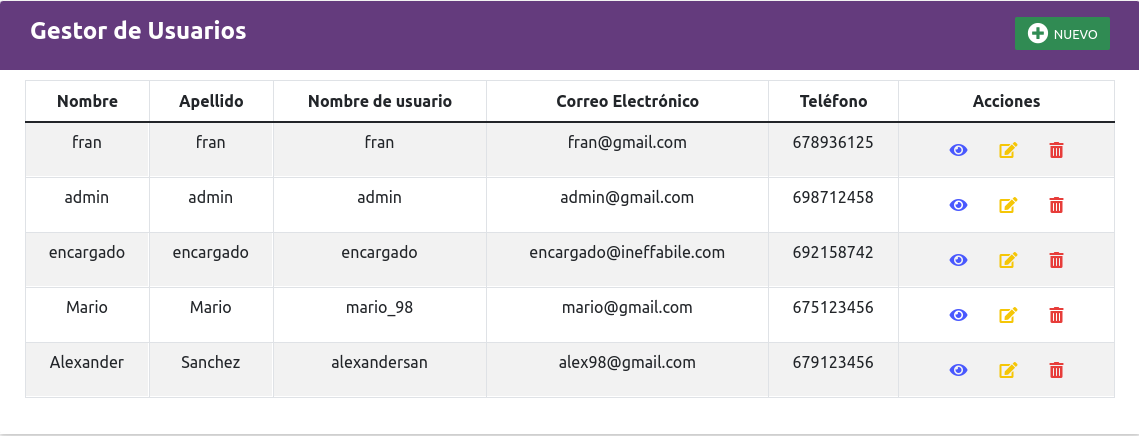 Gestor de Usuarios
NUEVO
Nombre Apellido Nombre de usuario Correo Electrónico Teléfono Acciones
fran fran fran fran@gmail.com 678936125
admin admin admin admin@gmail.com 698712458
encargado encargado encargado encargado@ineffabile.com 692158742
Mario Mario mario_98 mario@gmail.com 675123456
Alexander Sanchez alexandersan alex98@gmail.com 679123456